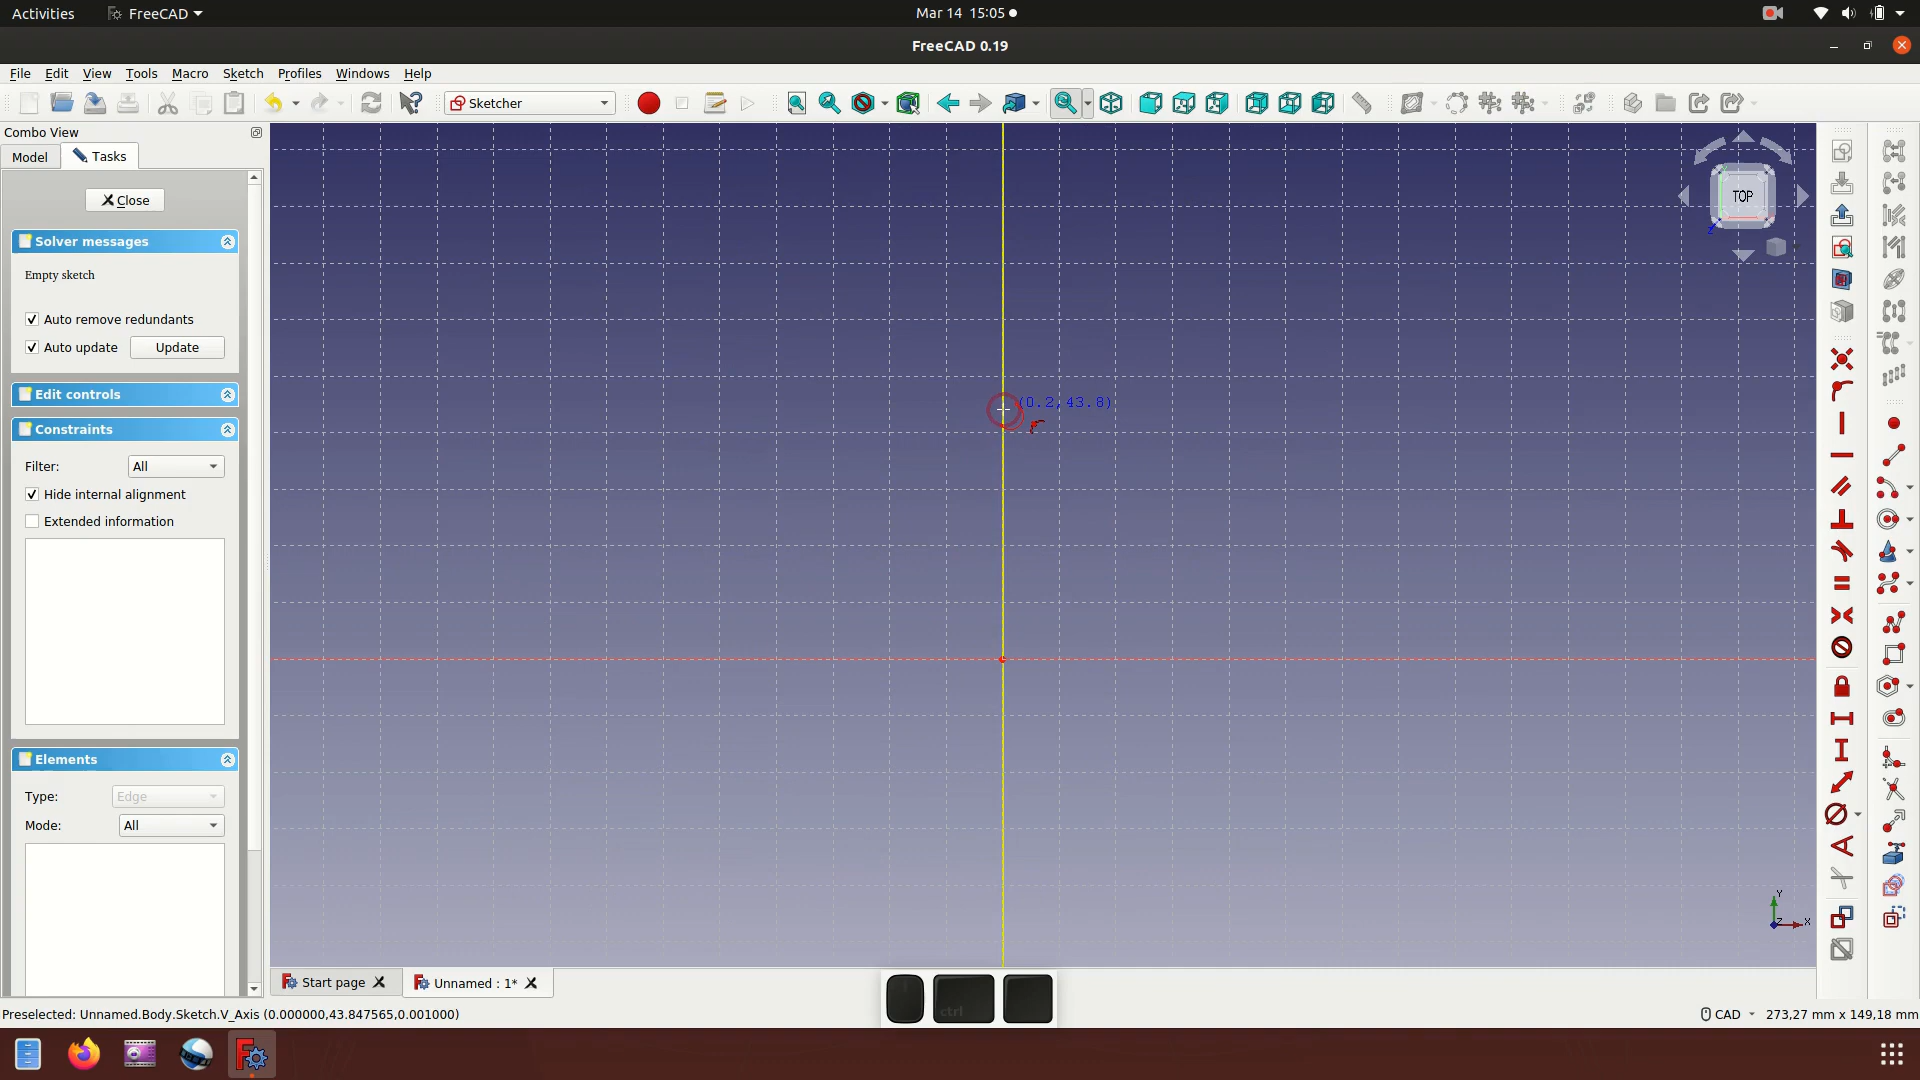 Activities FreeCAD Mar 14 15:05
FreeCAD 0.19
File Edit View Tools Macro Sketch Profiles Windows Help
Sketcher
Combo View
Model Tasks
Close
TOP
Solver messages
Empty sketch
Auto remove redundants
Auto update Update
Edit controls
(0.2,43.8)
Constraints
Filter: All
Hide internal alignment
Extended information
Elements
Type: Edge
Mode: All
Y
Z X
Start page Unnamed : 1*
ctrl
Preselected: Unnamed.Body.Sketch.V_Axis (0.000000,43.847565,0.001000) CAD 273,27 mm x 149,18 mm